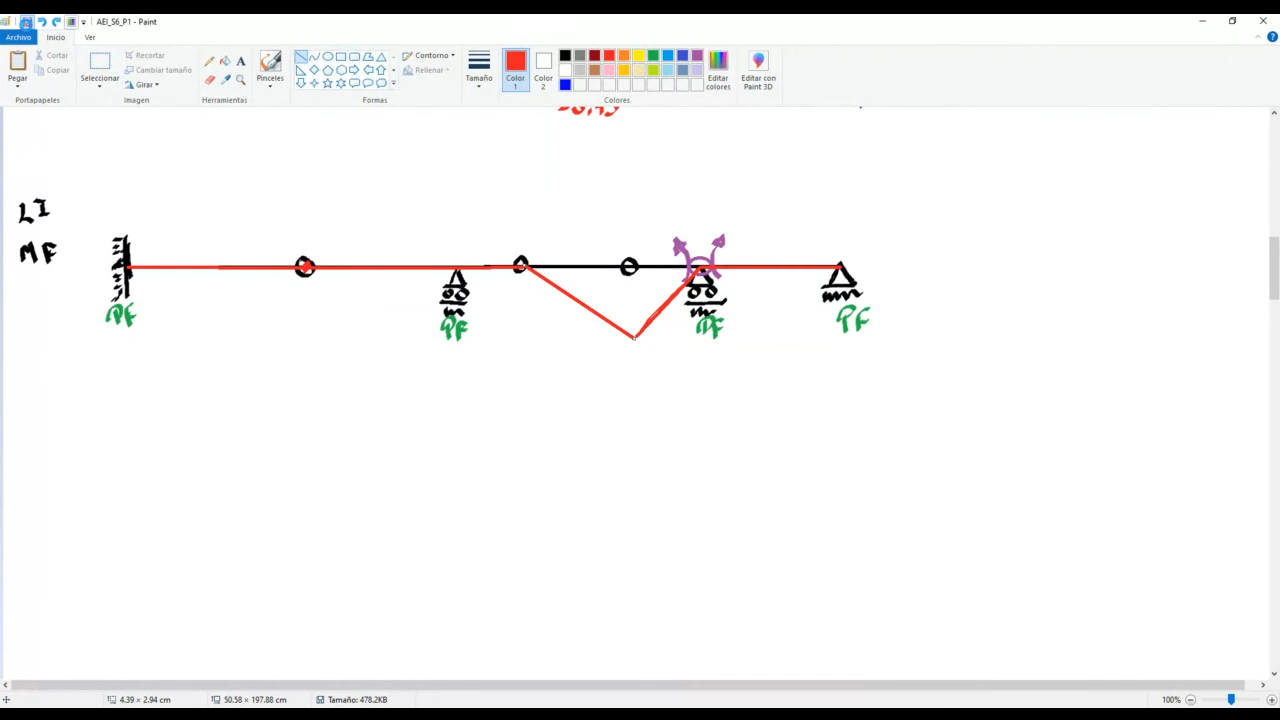 AEI_S6_P1 - Paint
Archivo Inicio Ver
Pegar
Cortar
Copiar
Portapapeles
Seleccionar
Recortar
Cambiar tamaño
Girar
Imagen
A
Herramientas
Pinceles
Contorno
Rellenar
Formas
Tamaño
Color 1
Color 2
Editar colores
Editar con Paint 3D
Colores
LI
MF
PF PF PF PF
4.39 × 2.94 cm 50.58 × 197.88 cm Tamaño: 478.2KB 100%